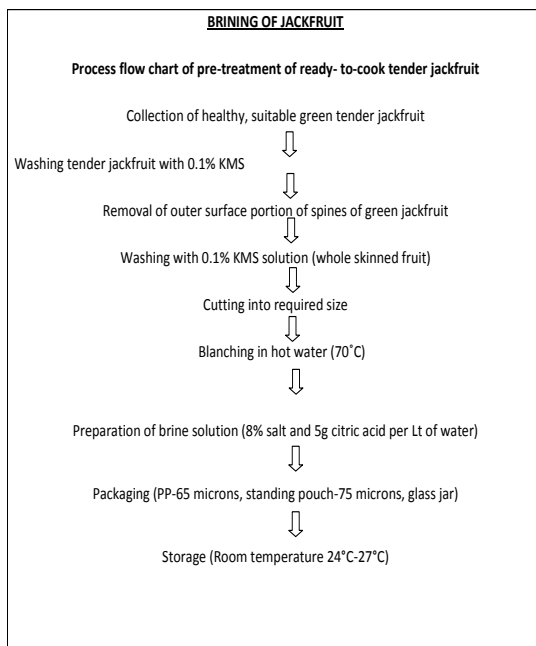 BRINING OF JACKFRUIT
Process flow chart of pre-treatment of ready- to-cook tender jackfruit
Collection of healthy, suitable green tender jackfruit
Washing tender jackfruit with 0.1% KMS
Removal of outer surface portion of spines of green jackfruit
Washing with 0.1% KMS solution (whole skinned fruit)
Cutting into required size
Blanching in hot water (70˚C)
Preparation of brine solution (8% salt and 5g citric acid per Lt of water)
Packaging (PP-65 microns, standing pouch-75 microns, glass jar)
Storage (Room temperature 24°C-27°C)